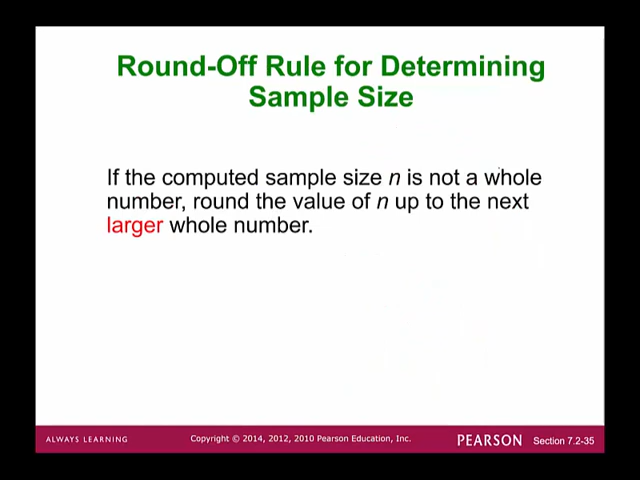 Round-Off Rule for Determining
Sample Size
If the computed sample size n is not a whole
number, round the value of n up to the next
larger whole number.
ALWAYS LEARNING
Copyright © 2014, 2012, 2010 Pearson Education, Inc.
PEARSON
Section 7.2-35